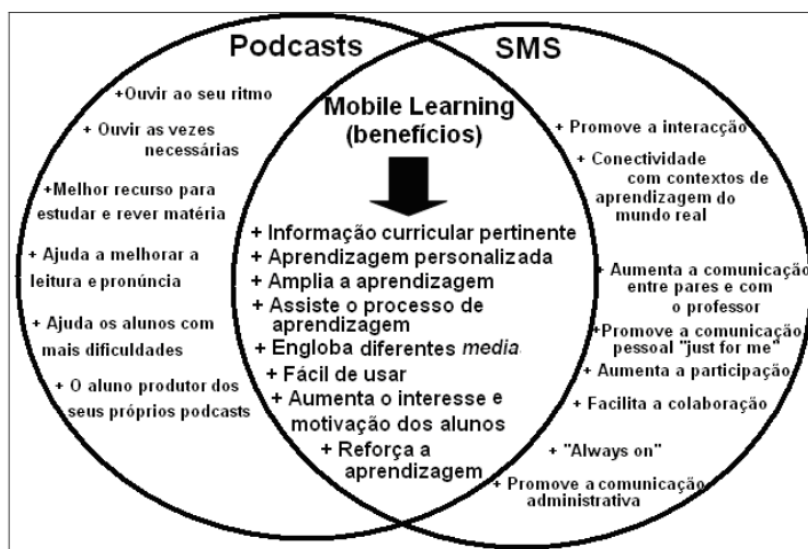 Podcasts
+Ouvir ao seu ritmo
+ Ouvir as vezes
necessárias
+Melhor recurso para
estudar e rever matéria
+ Ajuda a melhorar a
leitura e pronúncia
+ Ajuda os alunos com
mais dificuldades
+ O aluno produtor dos
seus próprios podcasts
Mobile Learning
(benefícios)
+ Informação curricular pertinente
+ Aprendizagem personalizada
+ Amplia a aprendizagem
+ Assiste o processo de
aprendizagem
+ Engloba diferentes media
+ Fácil de usar
+ Aumenta o interesse e
motivação dos alunos
+ Reforça a
aprendizagem
SMS
+ Promove a interacção
+ Conectividade
com contextos de
aprendizagem do
mundo real
+ Aumenta a comunicação
entre pares e com
o professor
+Promove a comunicação
pessoal "just for me"
+ Aumenta a participação
+ Facilita a colaboração
+ "Always on"
+ Promove a comunicação
administrativa